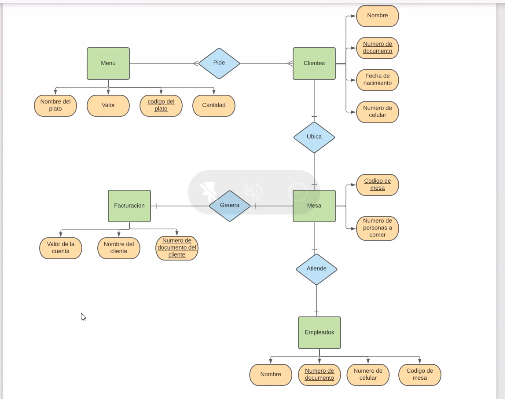 Nombre
Menú
Pide
Clientes
Numero de
documento
Fecha de
nacimiento
Nombre del
plato
Valor
codigo del
plato
Cantidad
Numero de
celular
Ubica
Codigo de
mesa
Facturacion
Genera
Mesa
Numero de
personas a
comer
Valor de la
cuenta
Nombre del
cliente
Numero de
documento del
cliente
Atiende
Empleados
Nombre
Numero de
documento
Numero de
celular
Codigo de
mesa